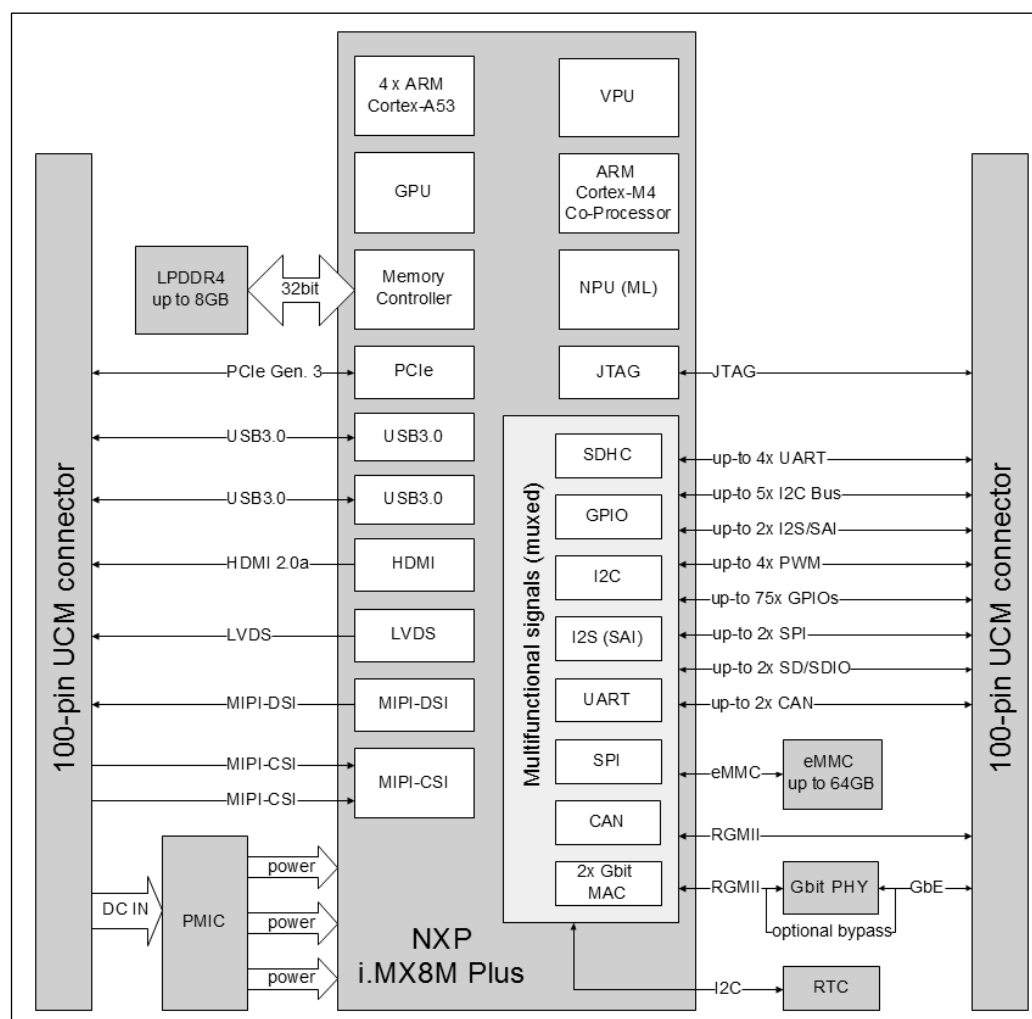 4 x ARM
Cortex-A53
VPU
GPU
ARM
Cortex-M4
Co-Processor
LPDDR4
up to 8GB
32bit
Memory
Controller
NPU (ML)
PCIe Gen. 3
PCIe
JTAG
JTAG
USB3.0
USB3.0
USB3.0
USB3.0
HDMI 2.0a
HDMI
LVDS
LVDS
MIPI-DSI
MIPI-DSI
MIPI-CSI
MIPI-CSI
MIPI-CSI
100-pin UCM connector
DC IN
PMIC
power
power
power
NXP
i.MX8M Plus
Multifunctional signals (muxed)
SDHC
GPIO
I2C
I2S (SAI)
UART
SPI
CAN
2x Gbit
MAC
up-to 4x UART
up-to 5x I2C Bus
up-to 2x I2S/SAI
up-to 4x PWM
up-to 75x GPIOs
up-to 2x SPI
up-to 2x SD/SDIO
up-to 2x CAN
eMMC
eMMC
up to 64GB
RGMII
RGMII
Gbit PHY
GbE
optional bypass
I2C
RTC
100-pin UCM connector